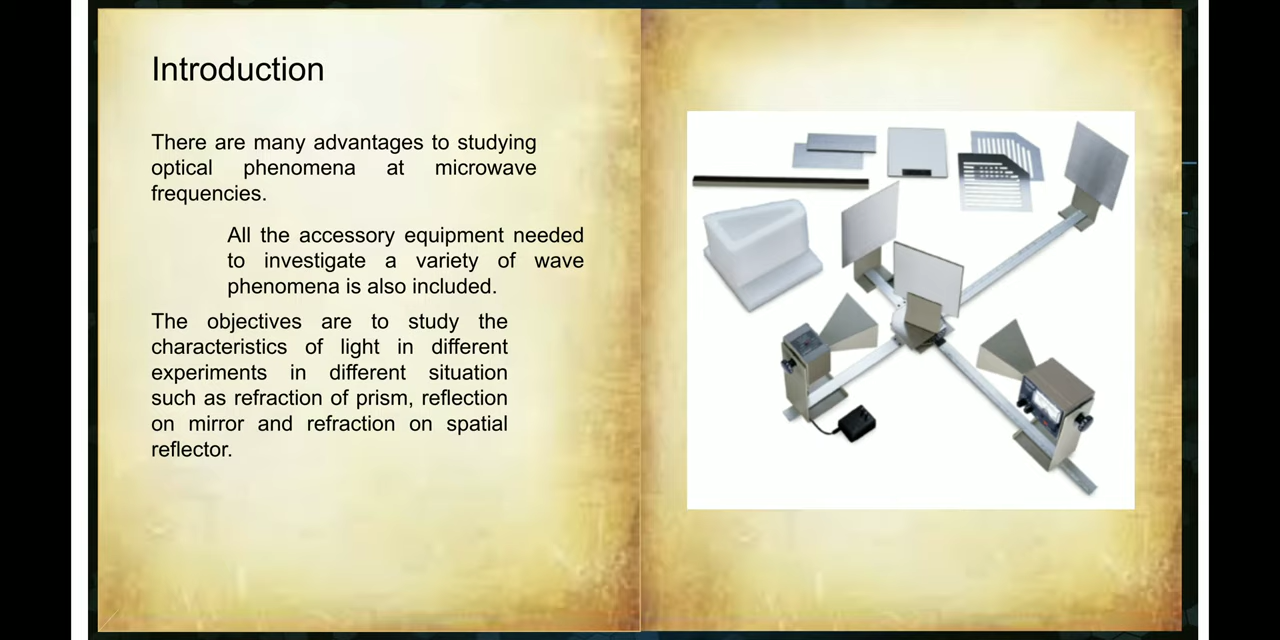 Introduction
There are many advantages to studying
optical phenomena at microwave
frequencies.
All the accessory equipment needed
to investigate a variety of wave
phenomena is also included.
The objectives are to study the
characteristics of light in different
experiments in different situation
such as refraction of prism, reflection
on mirror and refraction on spatial
reflector.